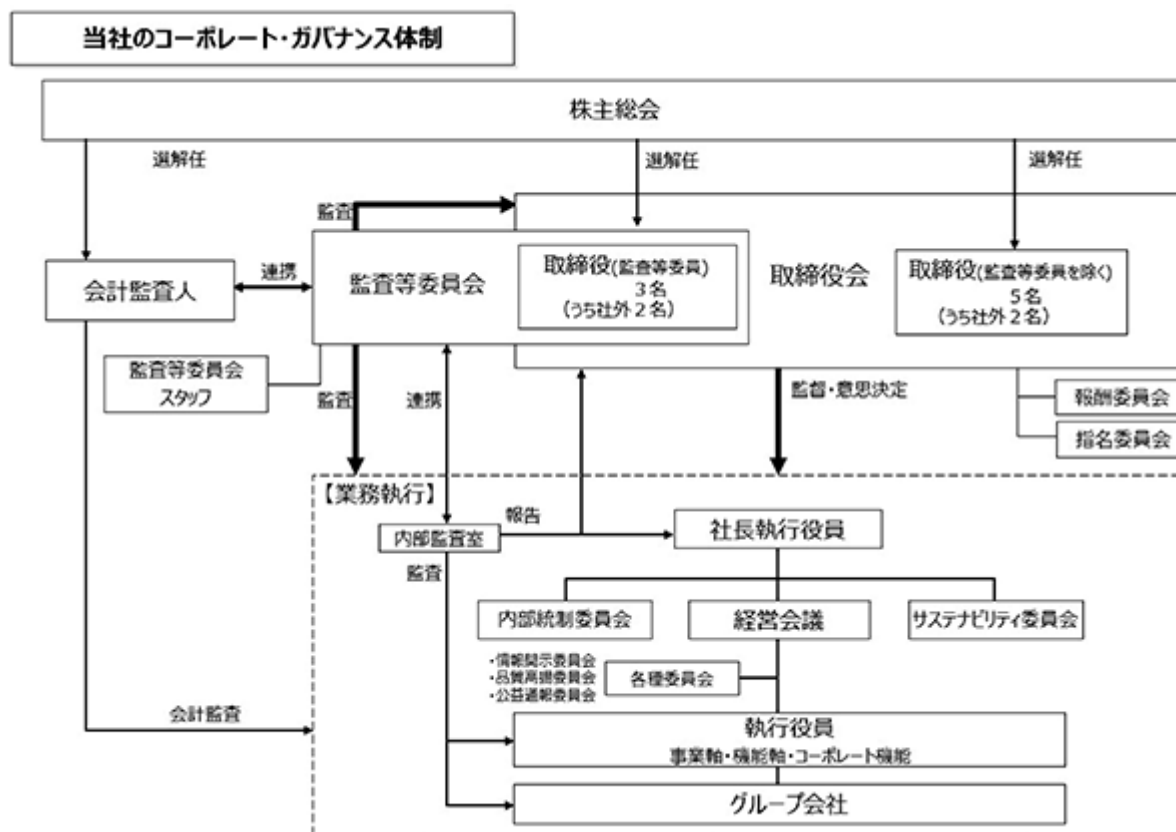 当社のコーポレート・ガバナンス体制
株主総会
選解任
選解任
選解任
監査
会計監査人
連携
監査等委員会
取締役(監査等委員)
3名
(うち社外2名)
取締役会
取締役(監査等委員を除く)
5名
(うち社外2名)
監査等委員会
スタッフ
監査
連携
監督・意思決定
報酬委員会
指名委員会
【業務執行】
内部監査室
報告
社長執行役員
監査
内部統制委員会
経営会議
サステナビリティ委員会
・情報開示委員会
・品質高揚委員会
・公益通報委員会
各種委員会
会計監査
執行役員
事業軸・機能軸・コーポレート機能
グループ会社